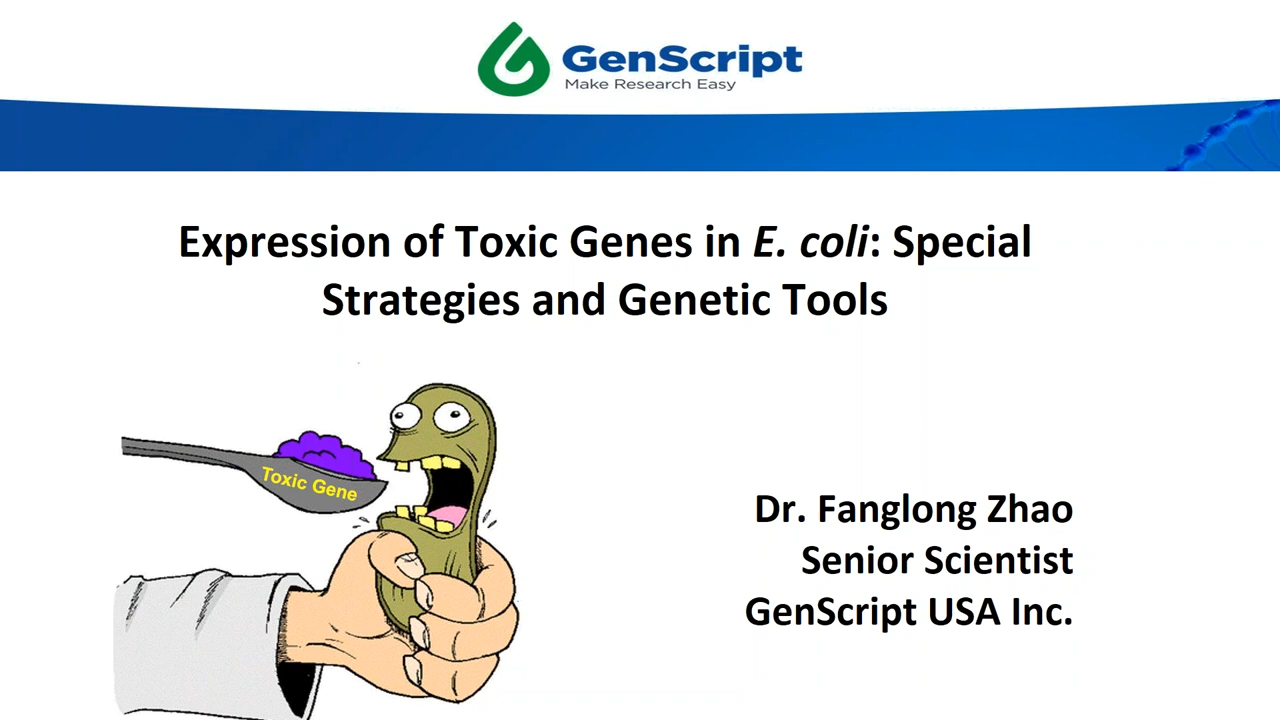 GenScript
Make Research Easy
Expression of Toxic Genes in E. coli: Special
Strategies and Genetic Tools
Toxic Gene
Dr. Fanglong Zhao
Senior Scientist
GenScript USA Inc.